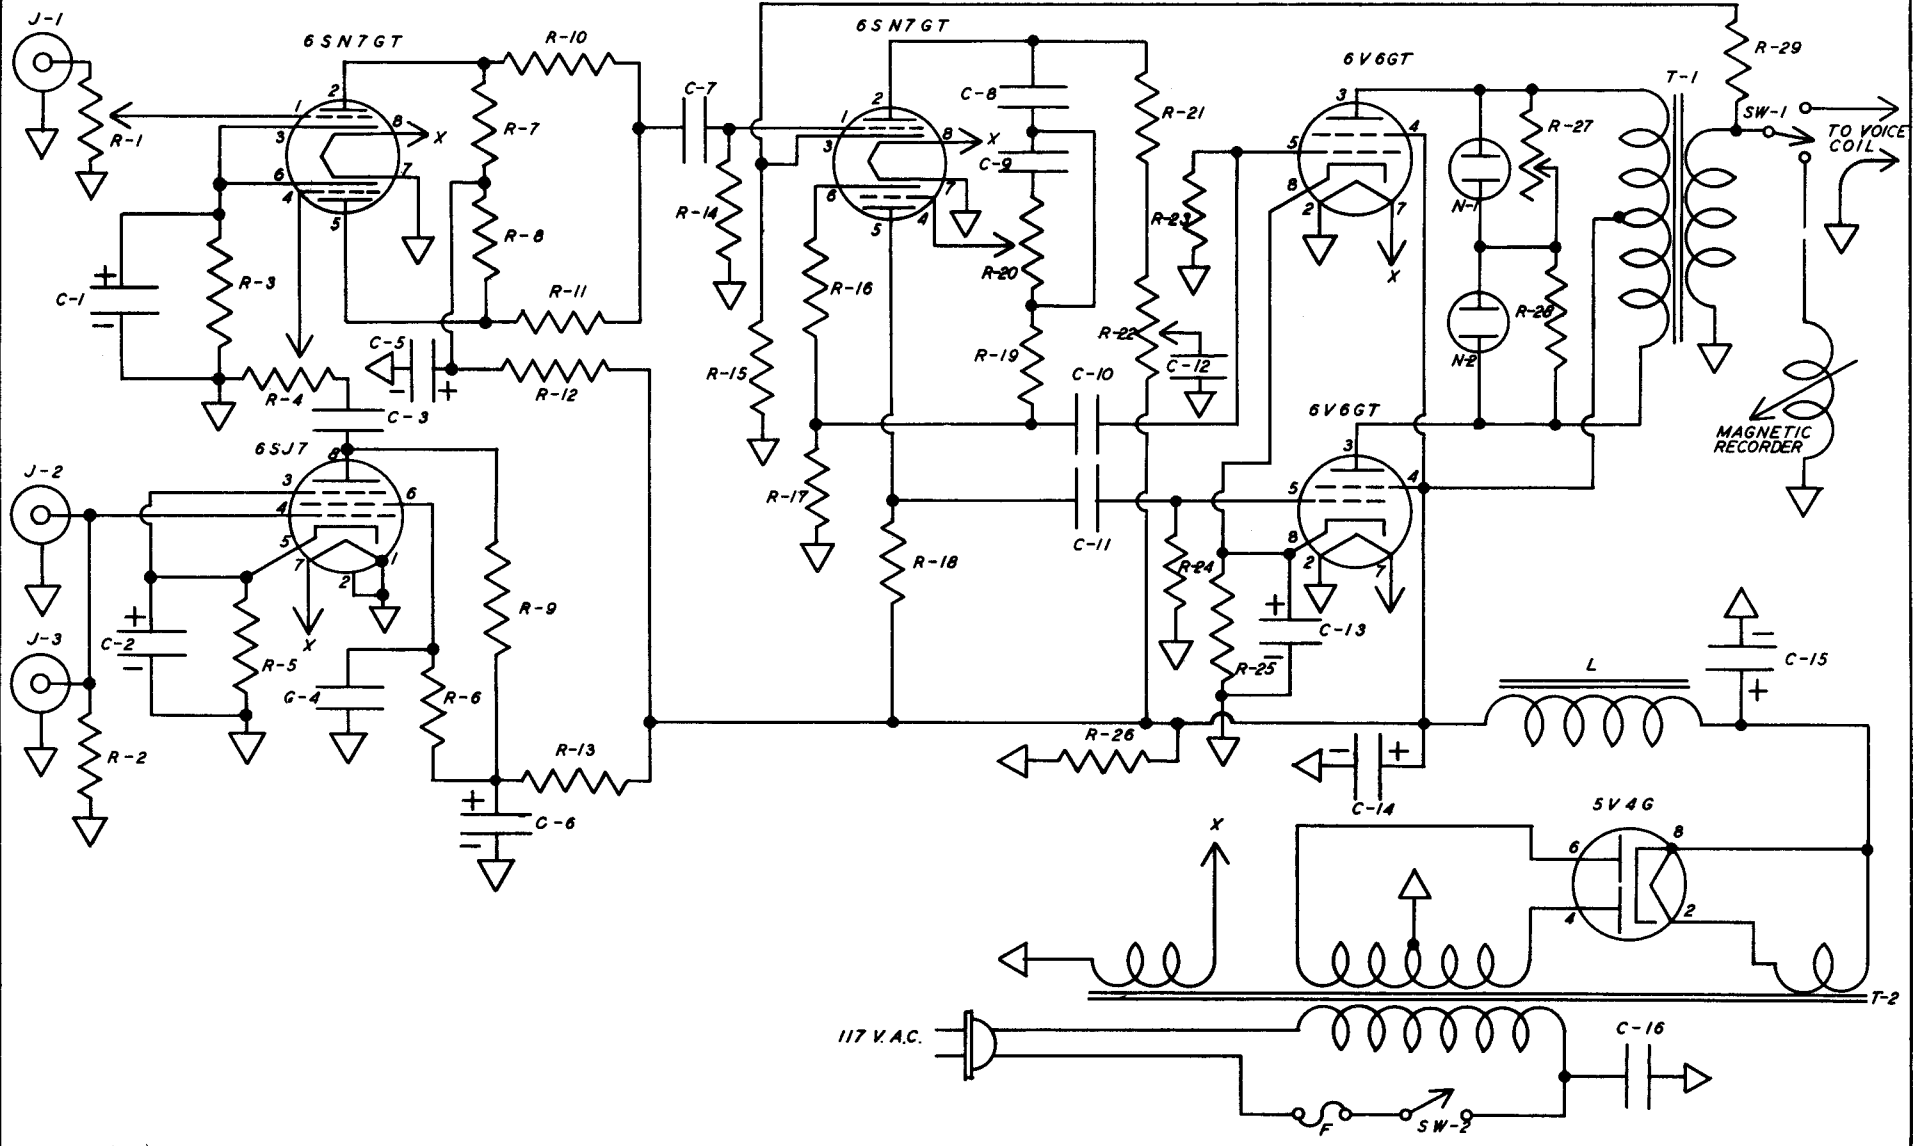 J-1
6SN7GT
R-10
6SN7GT
R-29
6V6GT
T-1
C-7
C-8
2
1
3
8
X
7
6
4
5
R-1
R-7
R-8
R-11
R-12
C-5
-
+
R-3
C-1
+
-
R-4
C-3
2
1
3
8
X
7
6
4
5
C-9
R-21
R-14
R-16
R-20
R-22
R-19
R-15
C-12
C-10
R-17
C-11
R-18
R-23
3
5
4
8
2
7
X
N-1
R-27
N-2
R-28
SW-1
TO VOICE
COIL
MAGNETIC
RECORDER
6V6GT
3
5
4
8
2
7
R-24
R-25
+
-
C-13
6SJ7
8
3
4
6
5
7
2
1
X
J-2
J-3
R-2
C-2
+
-
R-5
C-4
R-6
R-9
R-13
+
-
C-6
R-26
-
+
C-14
L
-
+
C-15
5V4G
6
8
4
2
X
T-2
117 V. A.C.
C-16
F
SW-2